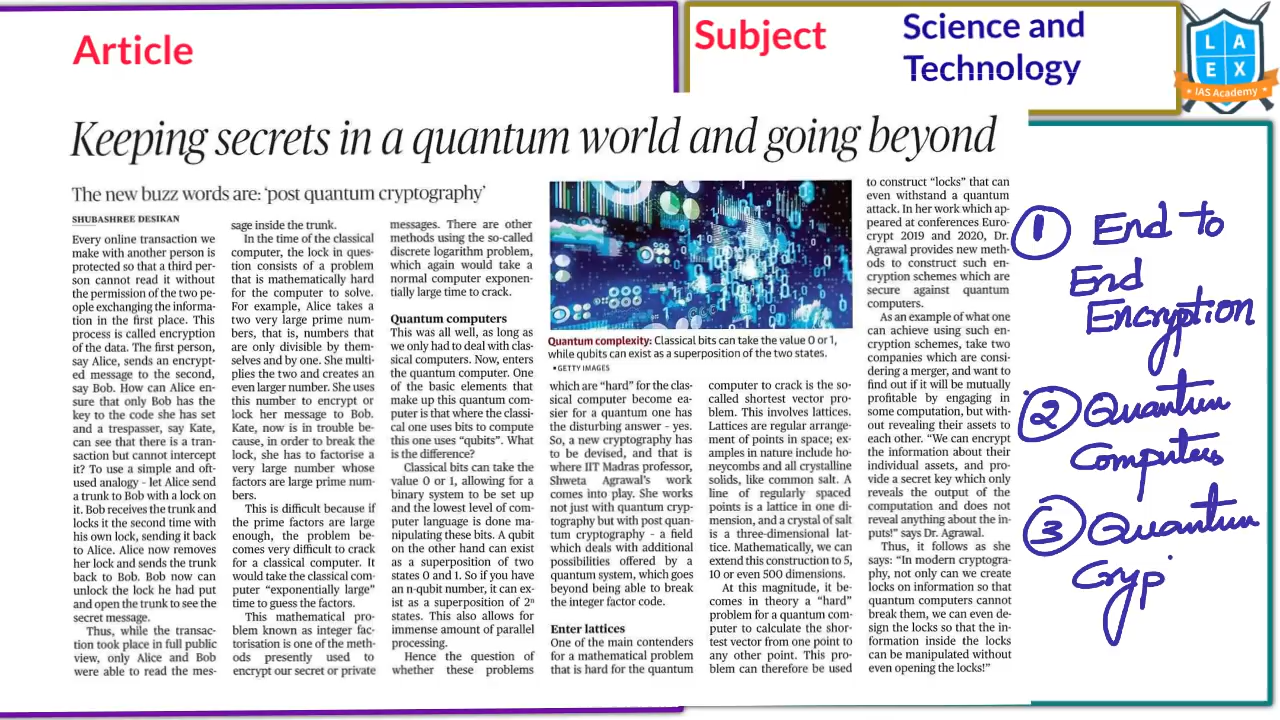 Article
Subject
Science and
Technology
L A
E X
IAS Academy
Keeping secrets in a quantum world and going beyond
The new buzz words are: 'post quantum cryptography'
SHUBASHREE DESIKAN
Every online transaction we
make with another person is
protected so that a third per-
son cannot read it without
the permission of the two peo-
ple exchanging the informa-
tion in the first place. This
process is called encryption
of the data. The first person,
say Alice, sends an encrypt-
ed message to the second,
say Bob. How can Alice en-
sure that only Bob has the
key to the code she has set
and a trespasser, say Kate,
can see that there is a tran-
saction but cannot intercept
it? To use a simple and oft-
used analogy - let Alice send
a trunk to Bob with a lock on
it. Bob receives the trunk and
locks it the second time with
his own lock, sending it back
to Alice. Alice now removes
her lock and sends the trunk
back to Bob. Bob now can
unlock the lock he had put
and open the trunk to see the
secret message.
Thus, while the transac-
tion took place in full public
view, only Alice and Bob
were able to read the mes-
sage inside the trunk.
In the time of the classical
computer, the lock in ques-
tion consists of a problem
that is mathematically hard
for the computer to solve.
For example, Alice takes a
two very large prime num-
bers, that is, numbers that
are only divisible by them-
selves and by one. She multi-
plies the two and creates an
even larger number. She uses
this number to encrypt or
lock her message to Bob.
Kate, now is in trouble be-
cause, in order to break the
lock, she has to factorise a
very large number whose
factors are large prime num-
bers.
This is difficult because if
the prime factors are large
enough, the problem be-
comes very difficult to crack
for a classical computer. It
would take the classical com-
puter “exponentially large”
time to guess the factors.
This mathematical pro-
blem known as integer fac-
torisation is one of the meth-
ods presently used to
encrypt our secret or private
messages. There are other
methods using the so-called
discrete logarithm problem,
which again would take a
normal computer exponen-
tially large time to crack.
Quantum computers
This was all well, as long as
we only had to deal with clas-
sical computers. Now, enters
the quantum computer. One
of the basic elements that
make up this quantum com-
puter is that where the classi-
cal one uses bits to compute
this one uses “qubits”. What
is the difference?
Classical bits can take the
value 0 or 1, allowing for a
binary system to be set up
and the lowest level of com-
puter language is done ma-
nipulating these bits. A qubit
on the other hand can exist
as a superposition of two
states 0 and 1. So if you have
an n-qubit number, it can ex-
ist as a superposition of 2ⁿ
states. This also allows for
immense amount of parallel
processing.
Hence the question of
whether these problems
Quantum complexity: Classical bits can take the value 0 or 1,
while qubits can exist as a superposition of the two states.
• GETTY IMAGES
which are “hard” for the clas-
sical computer become ea-
sier for a quantum one has
the disturbing answer - yes.
So, a new cryptography has
to be devised, and that is
where IIT Madras professor,
Shweta Agrawal's work
comes into play. She works
not just with quantum cryp-
tography but with post quan-
tum cryptography - a field
which deals with additional
possibilities offered by a
quantum system, which goes
beyond being able to break
the integer factor code.
Enter lattices
One of the main contenders
for a mathematical problem
that is hard for the quantum
computer to crack is the so-
called shortest vector pro-
blem. This involves lattices.
Lattices are regular arrange-
ment of points in space; ex-
amples in nature include ho-
neycombs and all crystalline
solids, like common salt. A
line of regularly spaced
points is a lattice in one di-
mension, and a crystal of salt
is a three-dimensional lat-
tice. Mathematically, we can
extend this construction to 5,
10 or even 500 dimensions.
At this magnitude, it be-
comes in theory a “hard”
problem for a quantum com-
puter to calculate the shor-
test vector from one point to
any other point. This pro-
blem can therefore be used
to construct “locks” that can
even withstand a quantum
attack. In her work which ap-
peared at conferences Euro-
crypt 2019 and 2020, Dr.
Agrawal provides new meth-
ods to construct such en-
cryption schemes which are
secure against quantum
computers.
As an example of what one
can achieve using such en-
cryption schemes, take two
companies which are consi-
dering a merger, and want to
find out if it will be mutually
profitable by engaging in
some computation, but with-
out revealing their assets to
each other. “We can encrypt
the information about their
individual assets, and pro-
vide a secret key which only
reveals the output of the
computation and does not
reveal anything about the in-
puts!” says Dr. Agrawal.
Thus, it follows as she
says: “In modern cryptogra-
phy, not only can we create
locks on information so that
quantum computers cannot
break them, we can even de-
sign the locks so that the in-
formation inside the locks
can be manipulated without
even opening the locks!”
1 End to
End
Encryption
2 Quantum
Computers
3 Quantum
Cryp